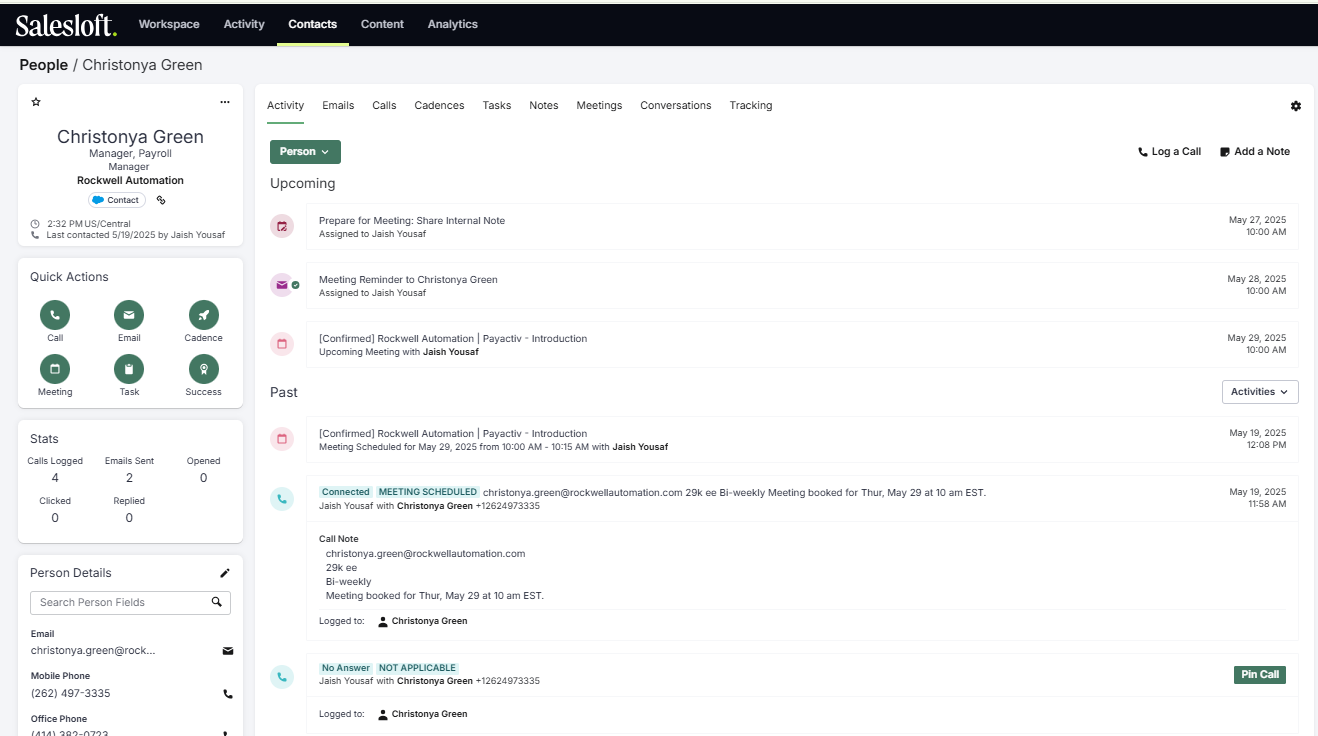 Salesloft.
Workspace
Activity
Contacts
Content
Analytics
People / Christonya Green
Christonya Green
Manager, Payroll
Manager
Rockwell Automation
Contact
2:32 PM US/Central
Last contacted 5/19/2025 by Jaish Yousaf
Quick Actions
Call
Email
Cadence
Meeting
Task
Success
Stats
Calls Logged
4
Emails Sent
2
Opened
0
Clicked
0
Replied
0
Person Details
Search Person Fields
Email
christonya.green@rock...
Mobile Phone
(262) 497-3335
Office Phone
(414) 382-0723
Activity
Emails
Calls
Cadences
Tasks
Notes
Meetings
Conversations
Tracking
Person
Log a Call
Add a Note
Upcoming
Prepare for Meeting: Share Internal Note
Assigned to Jaish Yousaf
May 27, 2025
10:00 AM
Meeting Reminder to Christonya Green
Assigned to Jaish Yousaf
May 28, 2025
10:00 AM
[Confirmed] Rockwell Automation | Payactiv - Introduction
Upcoming Meeting with Jaish Yousaf
May 29, 2025
10:00 AM
Past
Activities
[Confirmed] Rockwell Automation | Payactiv - Introduction
Meeting Scheduled for May 29, 2025 from 10:00 AM - 10:15 AM with Jaish Yousaf
May 19, 2025
12:08 PM
Connected MEETING SCHEDULED christonya.green@rockwellautomation.com 29k ee Bi-weekly Meeting booked for Thur, May 29 at 10 am EST.
Jaish Yousaf with Christonya Green +12624973335
May 19, 2025
11:58 AM
Call Note
christonya.green@rockwellautomation.com
29k ee
Bi-weekly
Meeting booked for Thur, May 29 at 10 am EST.
Logged to: Christonya Green
No Answer NOT APPLICABLE
Jaish Yousaf with Christonya Green +12624973335
Pin Call
Logged to: Christonya Green